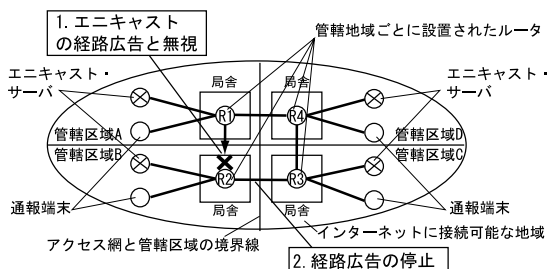 1. エニキャスト
の経路広告と無視
管轄地域ごとに設置されたルータ
エニキャスト・
サーバ
局舎
局舎
エニキャスト・
サーバ
R1
R4
管轄区域A
管轄区域D
管轄区域B
管轄区域C
R2
R3
通報端末
局舎
局舎
通報端末
アクセス網と管轄区域の境界線
インターネットに接続可能な地域
2. 経路広告の停止